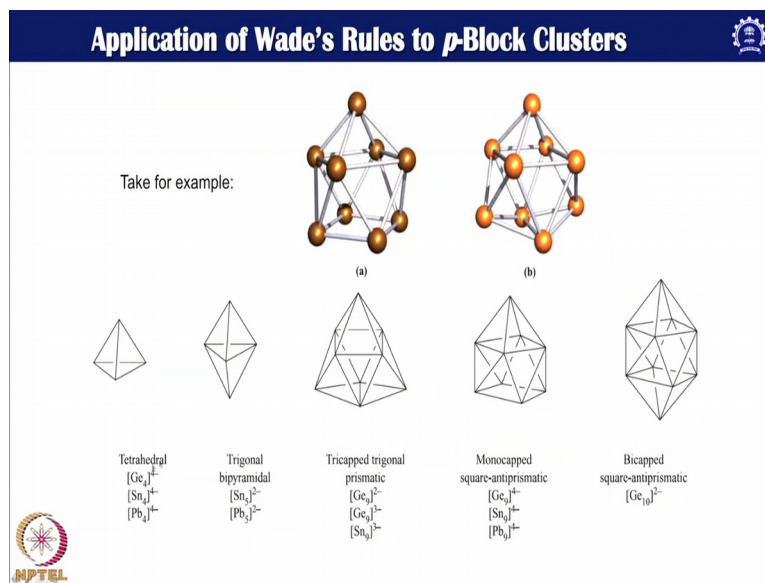 Application of Wade's Rules to p-Block Clusters
Take for example:
(a)
(b)
Tetrahedral
[Ge₄]⁴⁻
[Sn₄]⁴⁻
[Pb₄]⁴⁻
Trigonal
bipyramidal
[Sn₅]²⁻
[Pb₅]²⁻
Tricapped trigonal
prismatic
[Ge₉]²⁻
[Ge₉]³⁻
[Sn₉]³⁻
Monocapped
square-antiprismatic
[Ge₉]⁴⁻
[Sn₉]⁴⁻
[Pb₉]⁴⁻
Bicapped
square-antiprismatic
[Ge₁₀]²⁻
NPTEL